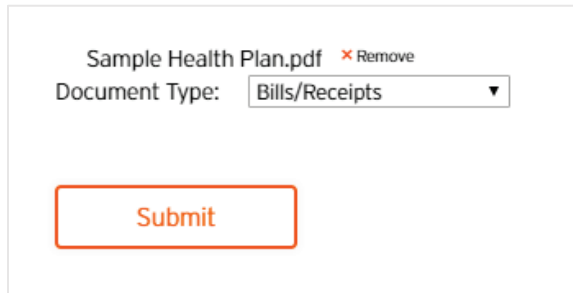 Sample Health Plan.pdf × Remove
Document Type: Bills/Receipts ▼
Submit